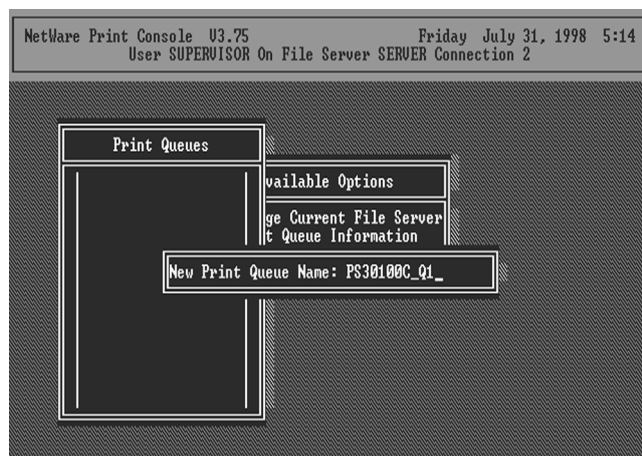 NetWare Print Console V3.75 Friday July 31, 1998 5:14
User SUPERVISOR On File Server SERVER Connection 2
Print Queues
vailable Options
ge Current File Server
t Queue Information
New Print Queue Name: PS30100C_Q1_